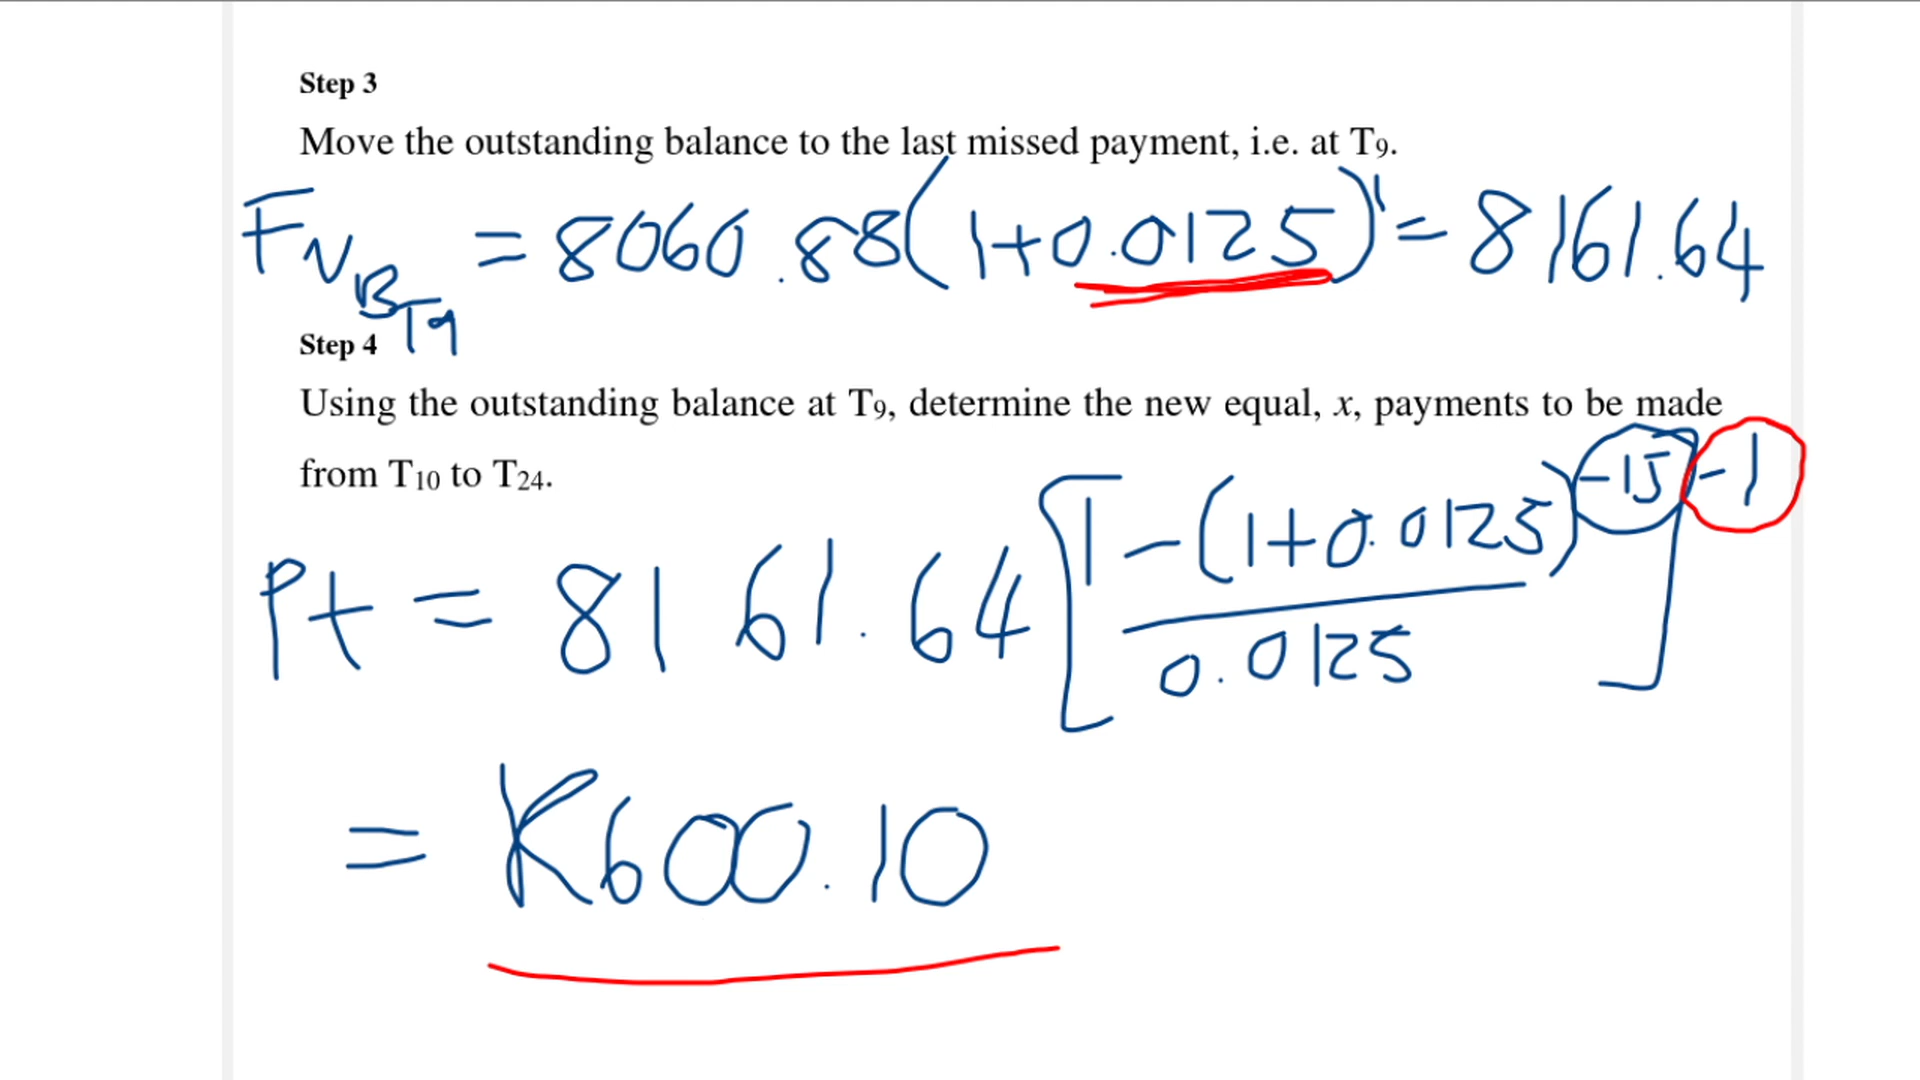 Step 3
Move the outstanding balance to the last missed payment, i.e. at T9.
FV_B_T9 = 8060.88(1+0.0125)^1 = 8161.64
Step 4
Using the outstanding balance at T9, determine the new equal, x, payments to be made
from T10 to T24.
Pt = 8161.64[1-(1+0.0125)^-15 / 0.0125]^-1
= K600.10